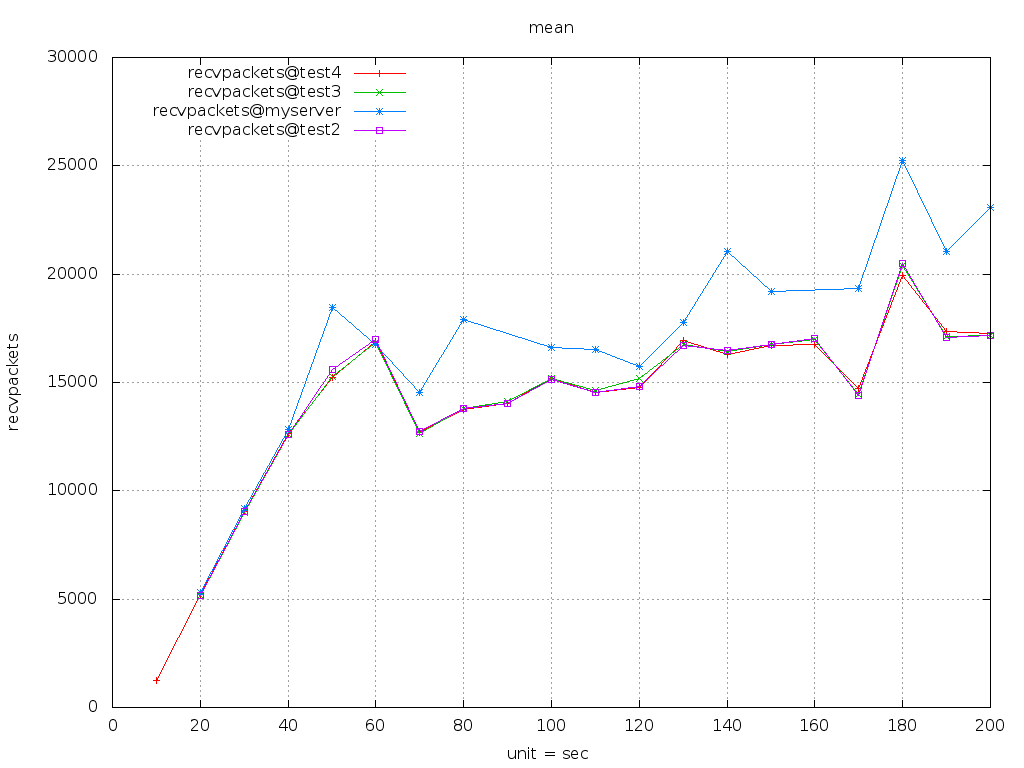 mean
30000
25000
20000
15000
10000
5000
0
recvpackets
recvpackets@test4
recvpackets@test3
recvpackets@myserver
recvpackets@test2
0 20 40 60 80 100 120 140 160 180 200
unit = sec